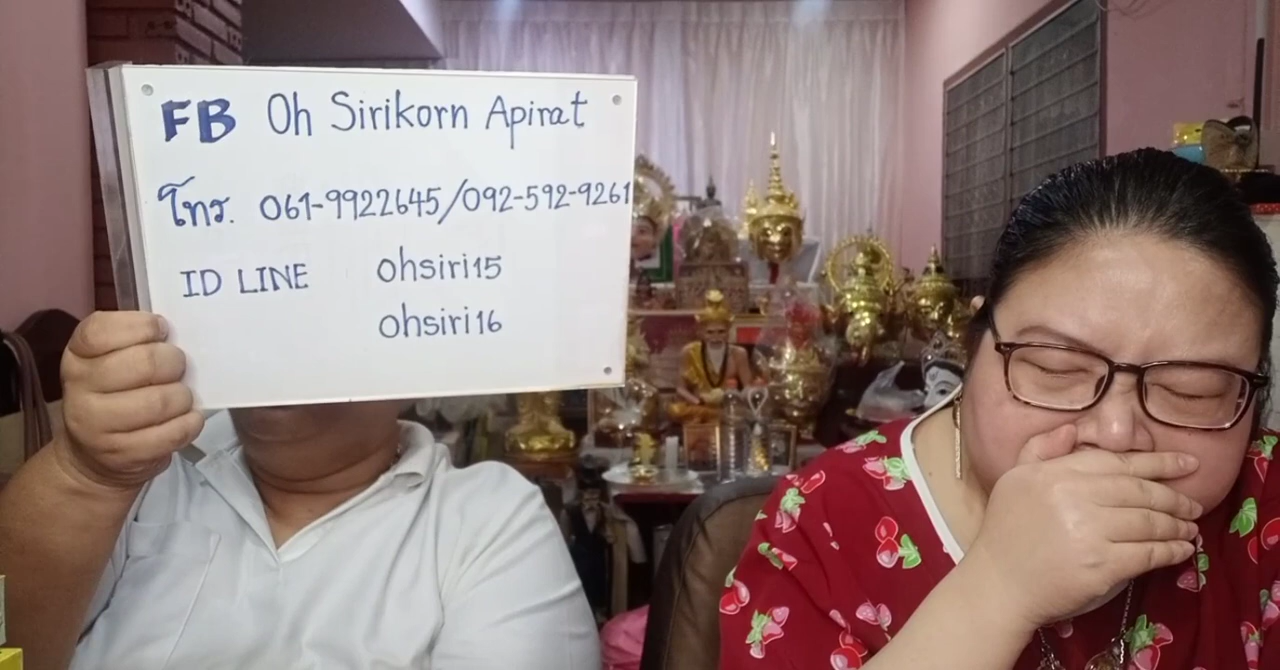 FB Oh Sirikorn Apirat
โทร. 061-9922645/092-592-9261
ID LINE ohsiri15
ohsiri16